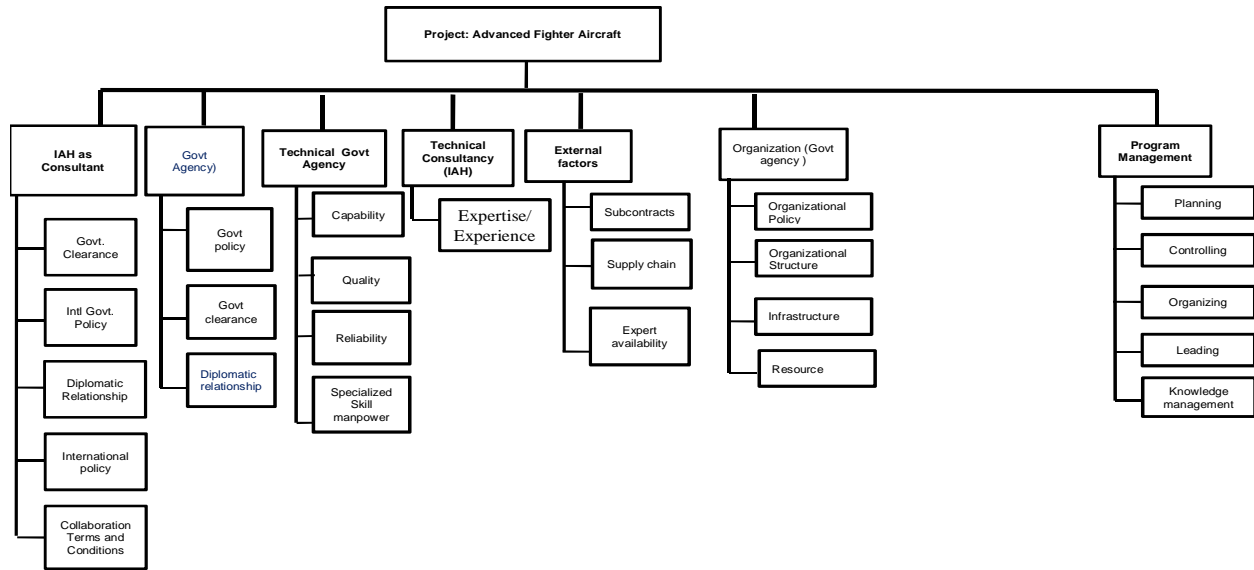 Project: Advanced Fighter Aircraft
IAH as
Consultant
Govt.
Clearance
Intl Govt.
Policy
Diplomatic
Relationship
International
policy
Collaboration
Terms and
Conditions
Govt
Agency)
Govt
policy
Govt
clearance
Diplomatic
relationship
Technical Govt
Agency
Capability
Quality
Reliability
Specialized
Skill
manpower
Technical
Consultancy
(IAH)
Expertise/
Experience
External
factors
Subcontracts
Supply chain
Expert
availability
Organization (Govt
agency )
Organizational
Policy
Organizational
Structure
Infrastructure
Resource
Program
Management
Planning
Controlling
Organizing
Leading
Knowledge
management